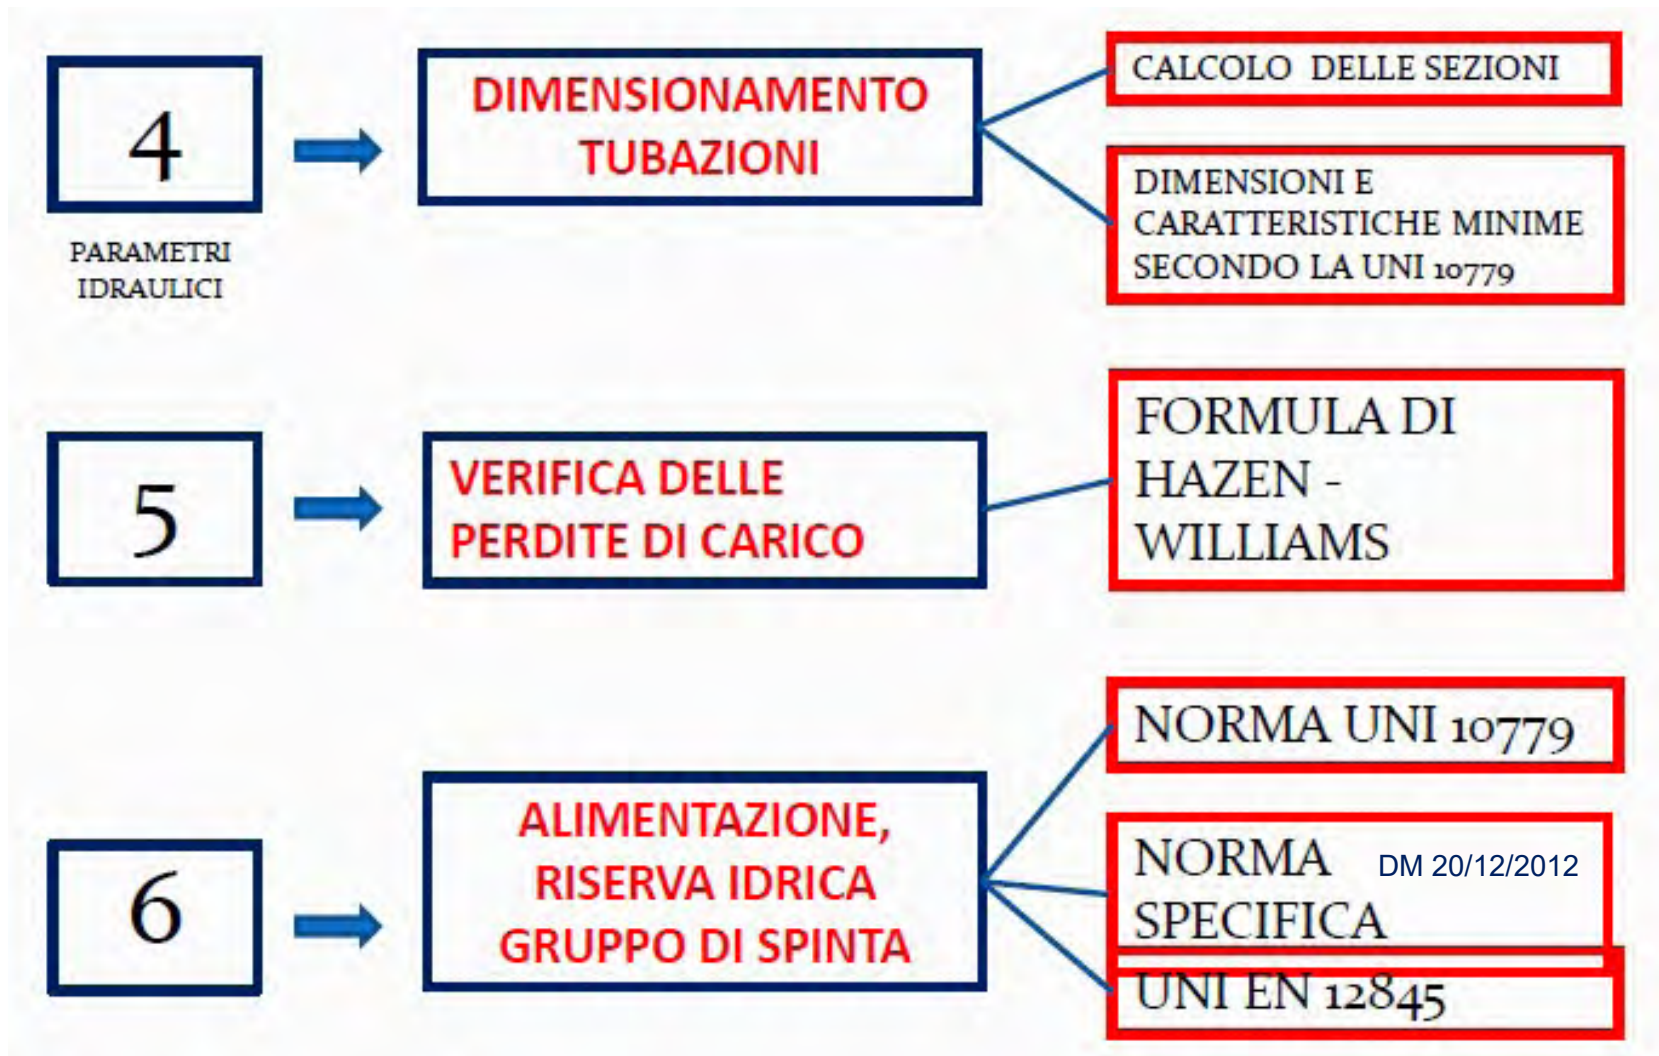 4
PARAMETRI
IDRAULICI
DIMENSIONAMENTO
TUBAZIONI
CALCOLO DELLE SEZIONI
DIMENSIONI E
CARATTERISTICHE MINIME
SECONDO LA UNI 10779
5
VERIFICA DELLE
PERDITE DI CARICO
FORMULA DI
HAZEN -
WILLIAMS
6
ALIMENTAZIONE,
RISERVA IDRICA
GRUPPO DI SPINTA
NORMA UNI 10779
NORMA DM 20/12/2012
SPECIFICA
UNI EN 12845